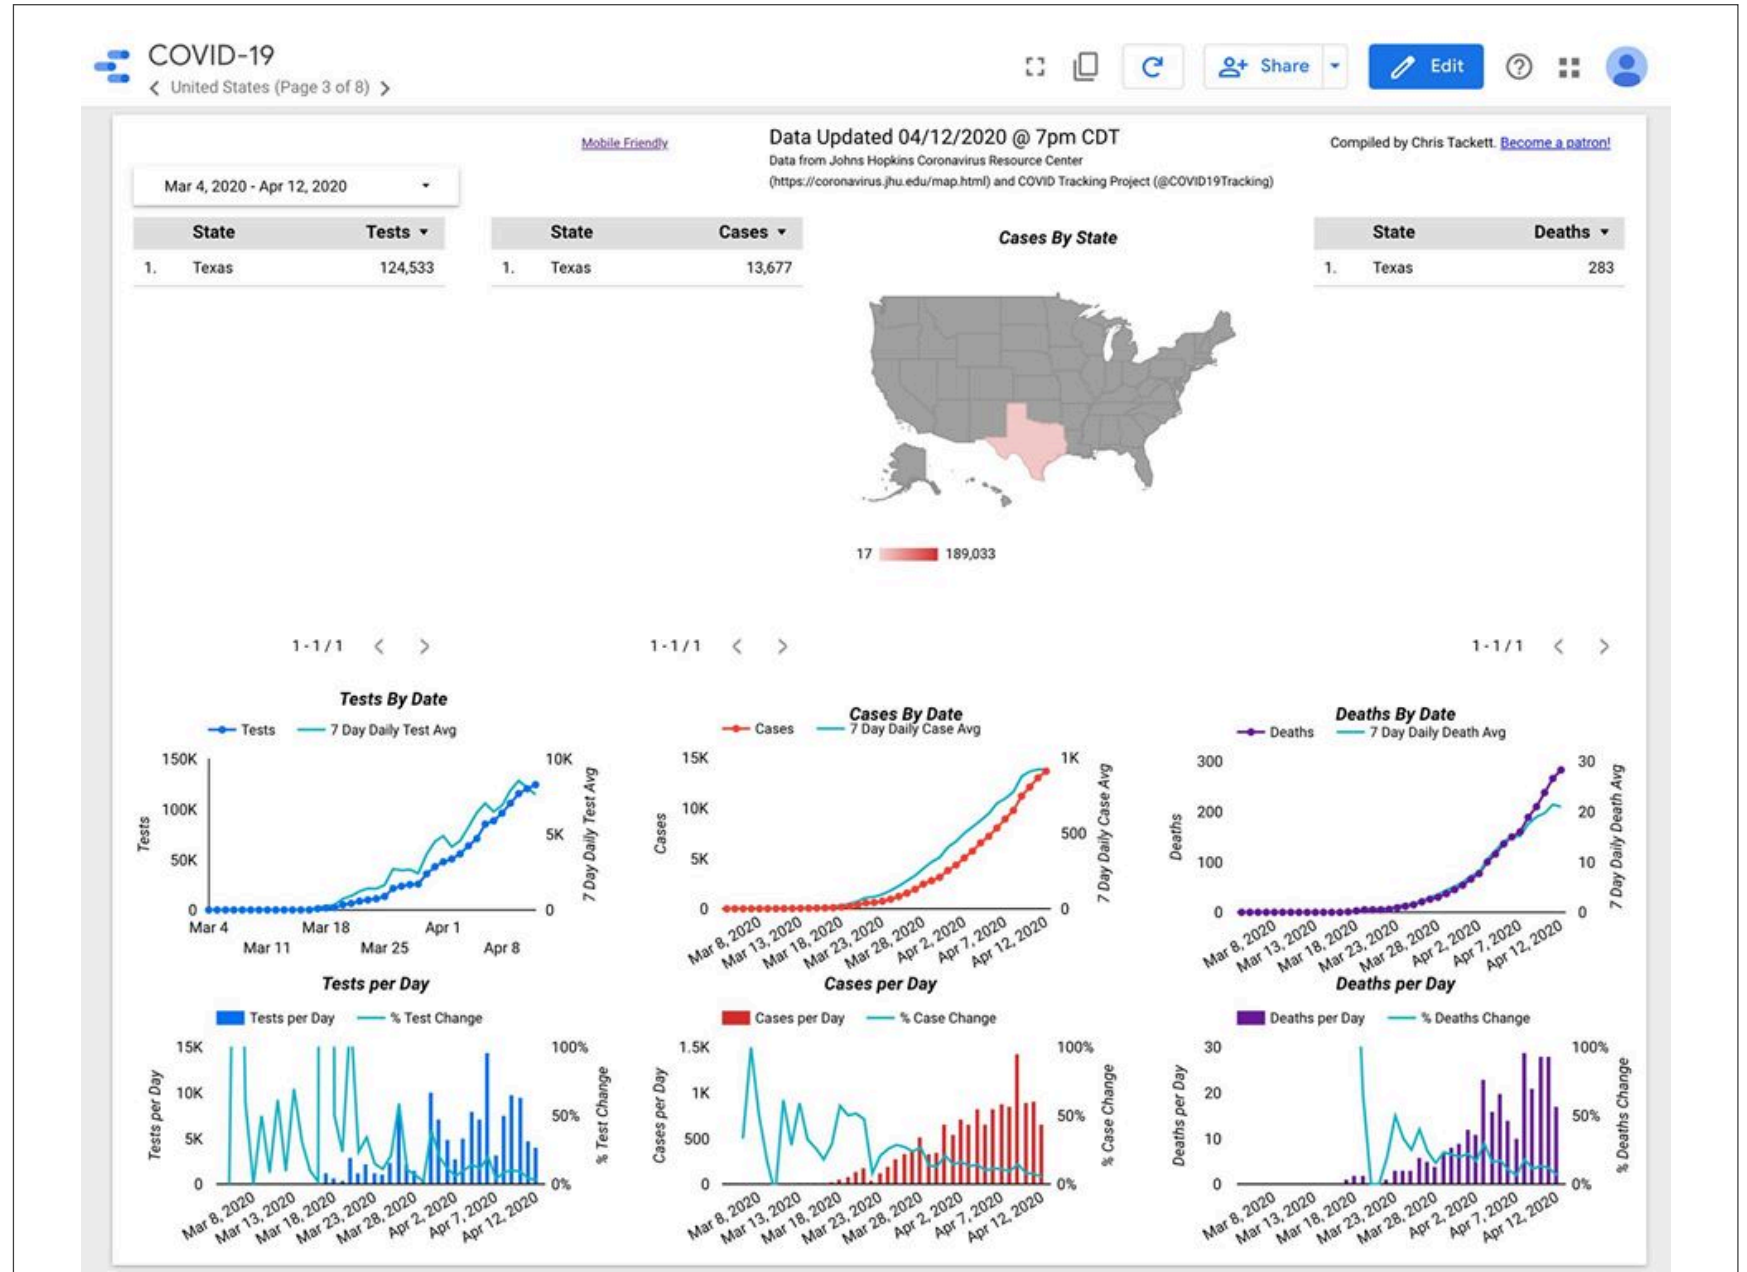 COVID-19
United States (Page 3 of 8)
Share
Edit
Mobile Friendly
Data Updated 04/12/2020 @ 7pm CDT
Data from Johns Hopkins Coronavirus Resource Center
(https://coronavirus.jhu.edu/map.html) and COVID Tracking Project (@COVID19Tracking)
Compiled by Chris Tackett. Become a patron!
Mar 4, 2020 - Apr 12, 2020
State Tests
1. Texas 124,533
State Cases
1. Texas 13,677
Cases By State
17 189,033
State Deaths
1. Texas 283
1 - 1 / 1
1 - 1 / 1
1 - 1 / 1
Tests By Date
Tests 7 Day Daily Test Avg
150K
100K
50K
0
Tests
10K
5K
0
7 Day Daily Test Avg
Mar 4 Mar 18 Apr 1
Mar 11 Mar 25 Apr 8
Cases By Date
Cases 7 Day Daily Case Avg
15K
10K
5K
0
Cases
1K
500
0
7 Day Daily Case Avg
Mar 8, 2020 Mar 13, 2020 Mar 18, 2020 Mar 23, 2020 Mar 28, 2020 Apr 2, 2020 Apr 7, 2020 Apr 12, 2020
Deaths By Date
Deaths 7 Day Daily Death Avg
300
200
100
0
Deaths
30
20
10
0
7 Day Daily Death Avg
Mar 8, 2020 Mar 13, 2020 Mar 18, 2020 Mar 23, 2020 Mar 28, 2020 Apr 2, 2020 Apr 7, 2020 Apr 12, 2020
Tests per Day
Tests per Day % Test Change
15K
10K
5K
0
Tests per Day
100%
50%
0%
% Test Change
Mar 8, 2020 Mar 13, 2020 Mar 18, 2020 Mar 23, 2020 Mar 28, 2020 Apr 2, 2020 Apr 7, 2020 Apr 12, 2020
Cases per Day
Cases per Day % Case Change
1.5K
1K
500
0
Cases per Day
100%
50%
0%
% Case Change
Mar 8, 2020 Mar 13, 2020 Mar 18, 2020 Mar 23, 2020 Mar 28, 2020 Apr 2, 2020 Apr 7, 2020 Apr 12, 2020
Deaths per Day
Deaths per Day % Deaths Change
30
20
10
0
Deaths per Day
100%
50%
0%
% Deaths Change
Mar 8, 2020 Mar 13, 2020 Mar 18, 2020 Mar 23, 2020 Mar 28, 2020 Apr 2, 2020 Apr 7, 2020 Apr 12, 2020